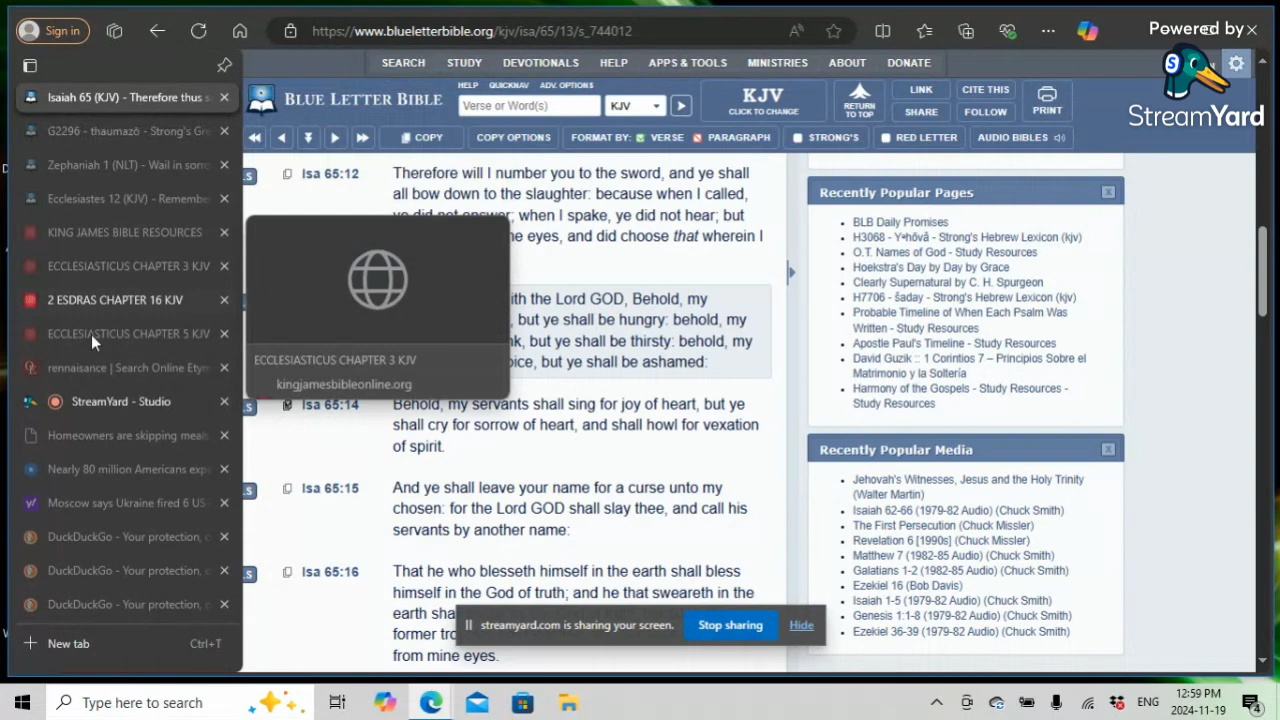 Sign in
https://www.blueletterbible.org/kjv/isa/65/13/s_744012
Powered by
StreamYard
Isaiah 65 (KJV) - Therefore thus s
G2296 - thaumazō - Strong's Gre
Zephaniah 1 (NLT) - Wail in sorro
Ecclesiastes 12 (KJV) - Remembe
KING JAMES BIBLE RESOURCES
ECCLESIASTICUS CHAPTER 3 KJV
2 ESDRAS CHAPTER 16 KJV
ECCLESIASTICUS CHAPTER 5 KJV
rennaisance | Search Online Etym
StreamYard - Studio
Homeowners are skipping meals
Nearly 80 million Americans exp
Moscow says Ukraine fired 6 US-
DuckDuckGo - Your protection, o
DuckDuckGo - Your protection, o
DuckDuckGo - Your protection, o
New tab Ctrl+T
ECCLESIASTICUS CHAPTER 3 KJV
kingjamesbibleonline.org
SEARCH STUDY DEVOTIONALS HELP APPS & TOOLS MINISTRIES ABOUT DONATE
BLUE LETTER BIBLE
HELP QUICKNAV ADV. OPTIONS
Verse or Word(s)
KJV
KJV
CLICK TO CHANGE
RETURN
TO TOP
LINK
CITE THIS
SHARE
FOLLOW
PRINT
COPY COPY OPTIONS FORMAT BY: VERSE PARAGRAPH STRONG'S RED LETTER AUDIO BIBLES
Isa 65:12 Therefore will I number you to the sword, and ye shall
all bow down to the slaughter: because when I called,
ye did not answer; when I spake, ye did not hear; but
e eyes, and did choose that wherein I
ith the Lord GOD, Behold, my
, but ye shall be hungry: behold, my
nk, but ye shall be thirsty: behold, my
oice, but ye shall be ashamed:
Isa 65:14 Behold, my servants shall sing for joy of heart, but ye
shall cry for sorrow of heart, and shall howl for vexation
of spirit.
Isa 65:15 And ye shall leave your name for a curse unto my
chosen: for the Lord GOD shall slay thee, and call his
servants by another name:
Isa 65:16 That he who blesseth himself in the earth shall bless
himself in the God of truth; and he that sweareth in the
earth sha
former tro
from mine eyes.
streamyard.com is sharing your screen. Stop sharing Hide
Recently Popular Pages
BLB Daily Promises
H3068 - Yᵊhōvâ - Strong's Hebrew Lexicon (kjv)
O.T. Names of God - Study Resources
Hoekstra's Day by Day by Grace
Clearly Supernatural by C. H. Spurgeon
H7706 - šaday - Strong's Hebrew Lexicon (kjv)
Probable Timeline of When Each Psalm Was
Written - Study Resources
Apostle Paul's Timeline - Study Resources
David Guzik :: 1 Corintios 7 – Principios Sobre el
Matrimonio y la Soltería
Harmony of the Gospels - Study Resources -
Study Resources
Recently Popular Media
Jehovah's Witnesses, Jesus and the Holy Trinity
(Walter Martin)
Isaiah 62-66 (1979-82 Audio) (Chuck Smith)
The First Persecution (Chuck Missler)
Revelation 6 [1990s] (Chuck Missler)
Matthew 7 (1982-85 Audio) (Chuck Smith)
Galatians 1-2 (1982-85 Audio) (Chuck Smith)
Ezekiel 16 (Bob Davis)
Isaiah 1-5 (1979-82 Audio) (Chuck Smith)
Genesis 1:1-8 (1979-82 Audio) (Chuck Smith)
Ezekiel 36-39 (1979-82 Audio) (Chuck Smith)
Type here to search
ENG
12:59 PM
2024-11-19
4